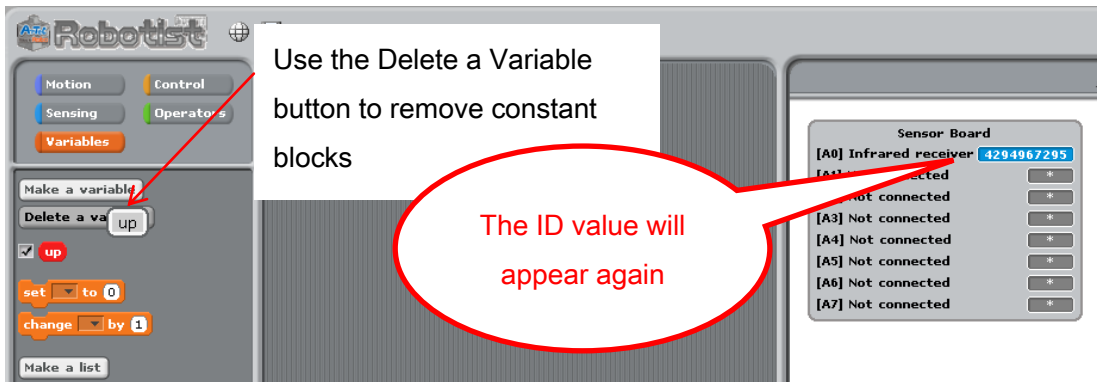 Artec Robotist
Motion
Control
Sensing
Operators
Variables
Make a variable
Delete a va
up
up
set to 0
change by 1
Make a list
Use the Delete a Variable
button to remove constant
blocks
The ID value will
appear again
Sensor Board
[A0] Infrared receiver 4294967295
connected *
Not connected *
[A3] Not connected *
[A4] Not connected *
[A5] Not connected *
[A6] Not connected *
[A7] Not connected *